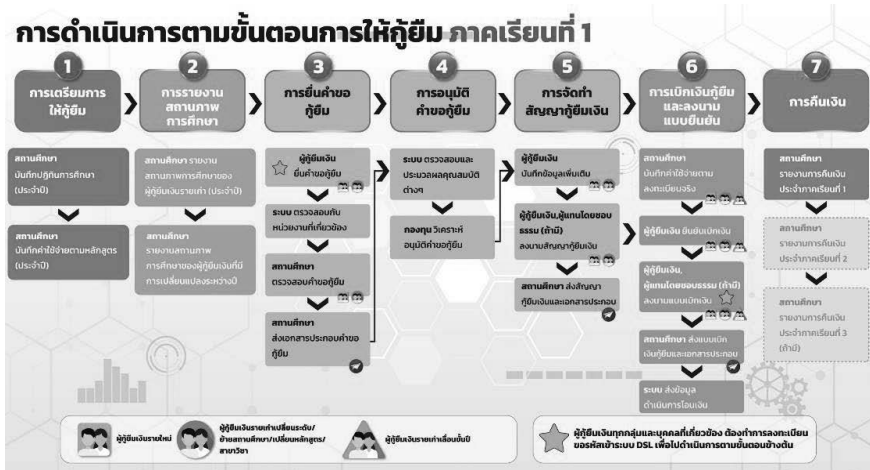 การดำเนินการตามขั้นตอนการให้กู้ยืม ภาคเรียนที่ 1
1
การเตรียมการ
ให้กู้ยืม
สถานศึกษา
บันทึกปฏิทินการศึกษา
(ประจำปี)
สถานศึกษา
บันทึกค่าใช้จ่ายตามหลักสูตร
(ประจำปี)
2
การรายงาน
สถานภาพ
การศึกษา
สถานศึกษา รายงาน
สถานภาพการศึกษาของ
ผู้กู้ยืมเงินรายเก่า (ประจำปี)
สถานศึกษา
รายงานสถานภาพ
การศึกษาของผู้กู้ยืมเงินที่มี
การเปลี่ยนแปลงระหว่างปี
3
การยื่นคำขอ
กู้ยืม
ผู้กู้ยืมเงิน
ยื่นคำขอกู้ยืม
ระบบ ตรวจสอบกับ
หน่วยงานที่เกี่ยวข้อง
สถานศึกษา
ตรวจสอบคำขอกู้ยืม
สถานศึกษา
ส่งเอกสารประกอบคำขอ
กู้ยืม
4
การอนุมัติ
คำขอกู้ยืม
ระบบ ตรวจสอบและ
ประมวลผลคุณสมบัติ
ต่างๆ
กองทุน วิเคราะห์
อนุมัติคำขอกู้ยืม
5
การจัดทำ
สัญญากู้ยืมเงิน
ผู้กู้ยืมเงิน
บันทึกข้อมูลเพิ่มเติม
ผู้กู้ยืมเงิน,ผู้แทนโดยชอบ
ธรรม (ถ้ามี)
ลงนามสัญญากู้ยืมเงิน
สถานศึกษา ส่งสัญญา
กู้ยืมเงินและเอกสารประกอบ
6
การเบิกเงินกู้ยืม
และลงนาม
แบบยืนยัน
สถานศึกษา
บันทึกค่าใช้จ่ายตาม
ลงทะเบียนจริง
ผู้กู้ยืมเงิน ยืนยันเบิกเงิน
ผู้กู้ยืมเงิน,
ผู้แทนโดยชอบธรรม (ถ้ามี)
ลงนามแบบเบิกเงิน
สถานศึกษา ส่งแบบเบิก
เงินกู้ยืมและเอกสารประกอบ
ระบบ ส่งข้อมูล
ดำเนินการโอนเงิน
7
การคืนเงิน
สถานศึกษา
รายงานการคืนเงิน
ประจำภาคเรียนที่ 1
สถานศึกษา
รายงานการคืนเงิน
ประจำภาคเรียนที่ 2
สถานศึกษา
รายงานการคืนเงิน
ประจำภาคเรียนที่ 3
(ถ้ามี)
ผู้กู้ยืมเงินรายใหม่
ผู้กู้ยืมเงินรายเก่าเปลี่ยนระดับ/
ย้ายสถานศึกษา/เปลี่ยนหลักสูตร/
สาขาวิชา
ผู้กู้ยืมเงินรายเก่าเลื่อนชั้นปี
ผู้กู้ยืมเงินทุกกลุ่มและบุคคลที่เกี่ยวข้อง ต้องทำการลงทะเบียน
ขอรหัสเข้าระบบ DSL เพื่อไปดำเนินการตามขั้นตอนข้างต้น